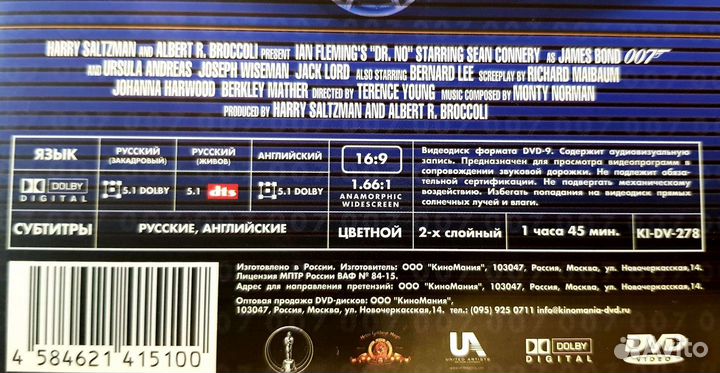 HARRY SALTZMAN AND ALBERT R. BROCCOLI PRESENT IAN FLEMING'S "DR. NO" STARRING SEAN CONNERY AS JAMES BOND 007
AND URSULA ANDREAS JOSEPH WISEMAN JACK LORD ALSO STARRING BERNARD LEE SCREEPLAY BY RICHARD MAIBAUM
JOHANNA HARWOOD BERKLEY MATHER DIRECTED BY TERENCE YOUNG MUSIC COMPOSED BY MONTY NORMAN
PRODUCED BY HARRY SALTZMAN AND ALBERT R. BROCCOLI
ЯЗЫК
РУССКИЙ (ЗАКАДРОВЫЙ)
РУССКИЙ (ЖИВОВ)
АНГЛИЙСКИЙ
16:9
DOLBY DIGITAL
5.1 DOLBY
5.1 dts
5.1 DOLBY
1.66:1
ANAMORPHIC
WIDESCREEN
Видеодиск формата DVD-9. Содержит аудиовизуальную
запись. Предназначен для просмотра видеопрограмм в
сопровождении звуковой дорожки. Не подлежит обяза-
тельной сертификации. Не подвергать механическому
воздействию. Избегать попадания на видеодиск прямых
солнечных лучей и влаги.
СУБТИТРЫ
РУССКИЕ, АНГЛИЙСКИЕ
ЦВЕТНОЙ
2-х слойный
1 час 45 мин.
KI-DV-278
Изготовлено в России. Изготовитель: ООО "КиноМания", 103047, Россия, Москва, ул. Новочеркасская,14.
Лицензия МПТР России ВАФ № 84-15.
Адрес для направления претензий: ООО "КиноМания", 103047, Россия, Москва, ул. Новочеркасская,14.
Оптовая продажа DVD-дисков: ООО "КиноМания",
103047, Россия, Москва, ул. Новочеркасская,14. тел.: (095) 925 0711 info@kinomania-dvd.ru
4 584621 415100
UA
UNITED ARTISTS
DOLBY
DIGITAL
DVD
VIDEO
Avito